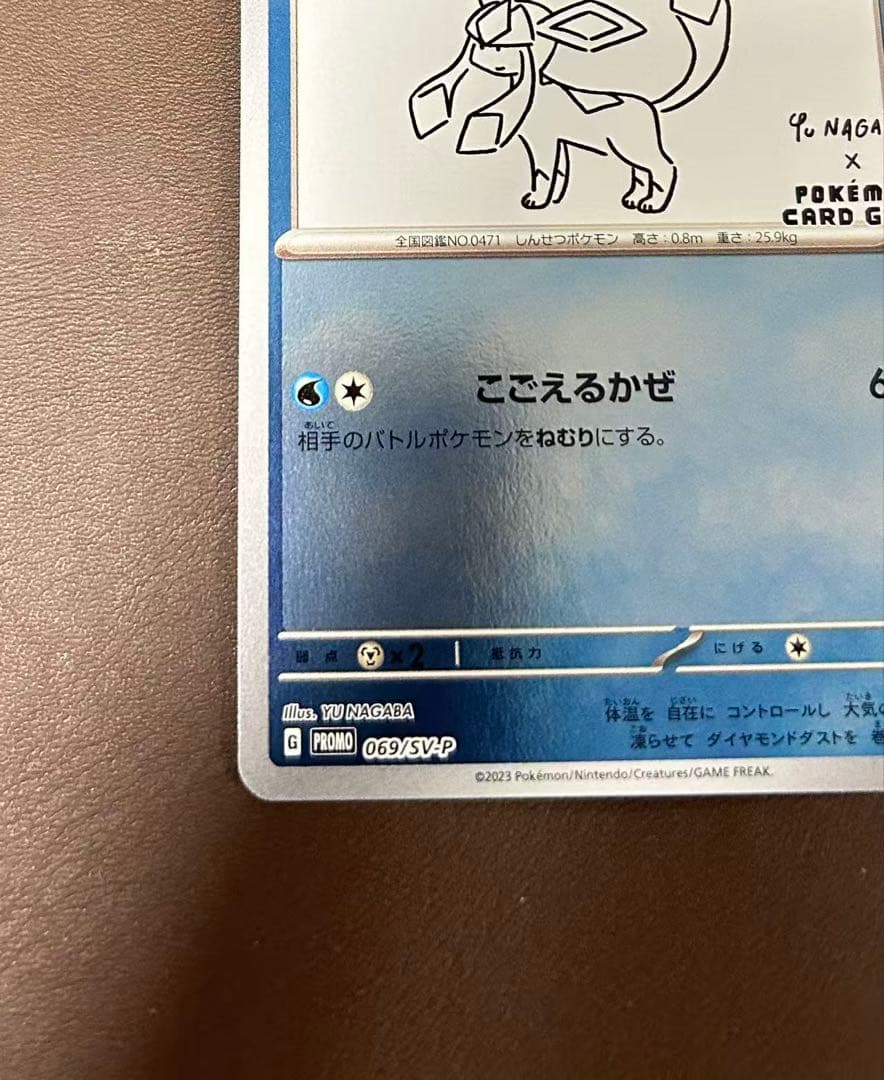 Yu NAGA
×
POKÉM
CARD G
全国図鑑NO.0471 しんせつポケモン 高さ:0.8m 重さ:25.9kg
こごえるかぜ 6
相手のバトルポケモンをねむりにする。
弱点 ×2 抵抗力 にげる
Illus. YU NAGABA
G PROMO 069/SV-P
体温を 自在に コントロールし 大気の
凍らせて ダイヤモンドダストを 巻
©2023 Pokémon/Nintendo/Creatures/GAME FREAK.